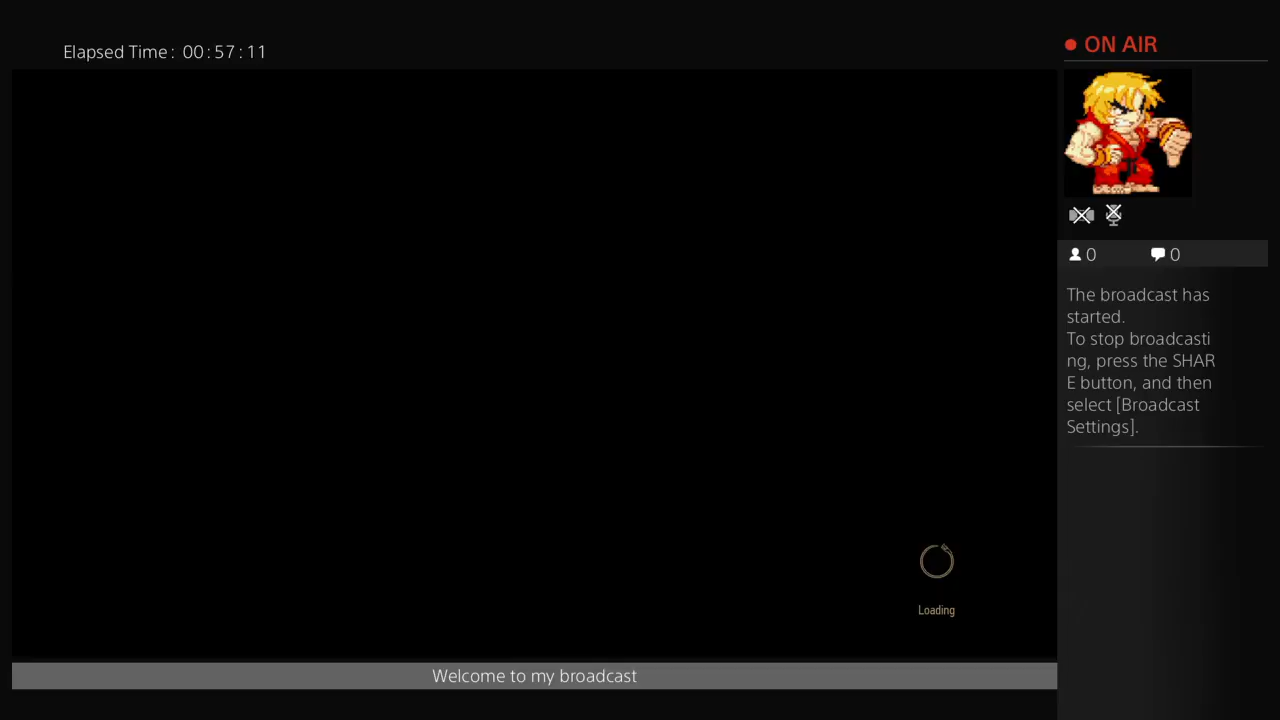 Elapsed Time: 00:57:11
ON AIR
0 0
The broadcast has
started.
To stop broadcasti
ng, press the SHAR
E button, and then
select [Broadcast
Settings].
Loading
Welcome to my broadcast